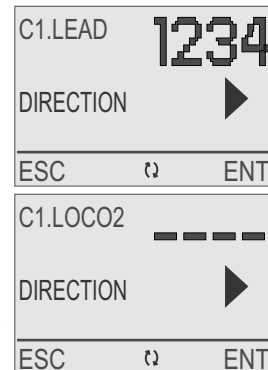 C1.LEAD 1234
DIRECTION
ESC ENT
C1.LOCO2 ----
DIRECTION
ESC ENT